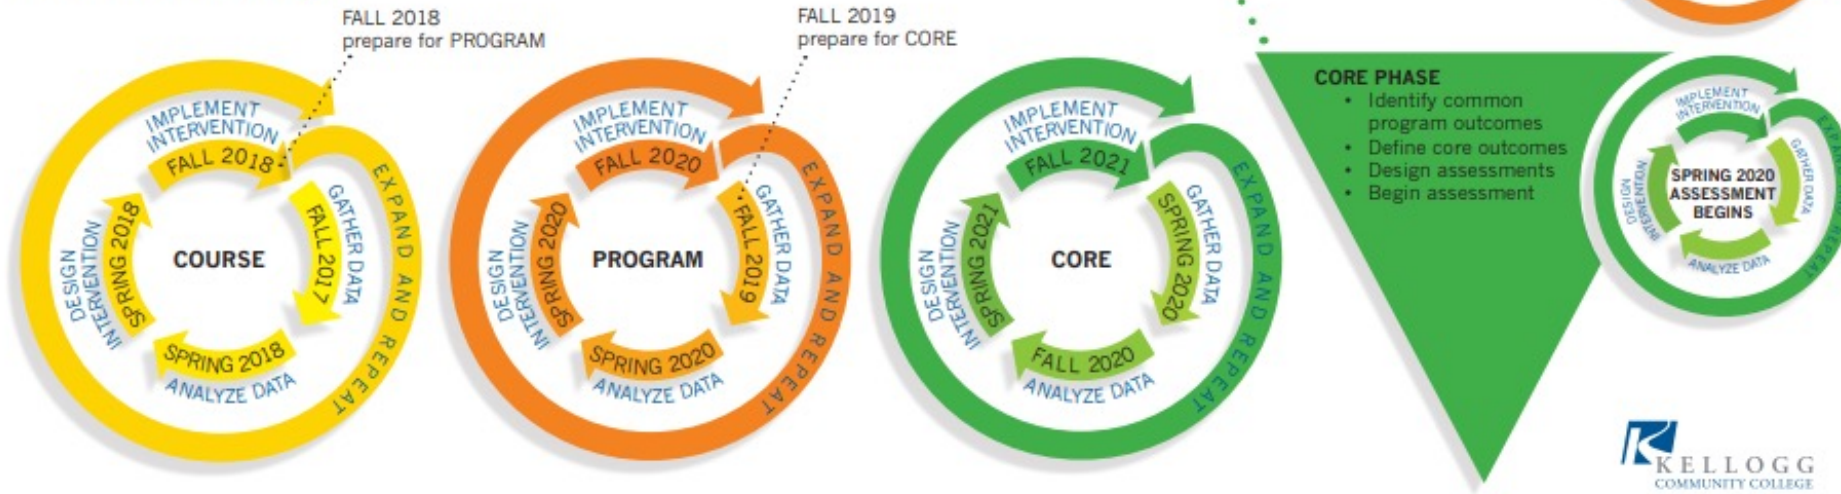 FALL 2018
prepare for PROGRAM
IMPLEMENT
INTERVENTION
FALL 2018
GATHER DATA
FALL 2017
SPRING 2018
ANALYZE DATA
DESIGN
INTERVENTION
SPRING 2018
COURSE
EXPAND AND REPEAT
FALL 2019
prepare for CORE
IMPLEMENT
INTERVENTION
FALL 2020
GATHER DATA
FALL 2019
SPRING 2020
ANALYZE DATA
DESIGN
INTERVENTION
SPRING 2020
PROGRAM
EXPAND AND REPEAT
IMPLEMENT
INTERVENTION
FALL 2021
GATHER DATA
SPRING 2020
FALL 2020
ANALYZE DATA
DESIGN
INTERVENTION
SPRING 2021
CORE
EXPAND AND REPEAT
CORE PHASE
• Identify common
program outcomes
• Define core outcomes
• Design assessments
• Begin assessment
IMPLEMENT
INTERVENTION
GATHER DATA
ANALYZE DATA
DESIGN
INTERVENTION
SPRING 2020
ASSESSMENT
BEGINS
REPEAT
KELLOGG
COMMUNITY COLLEGE